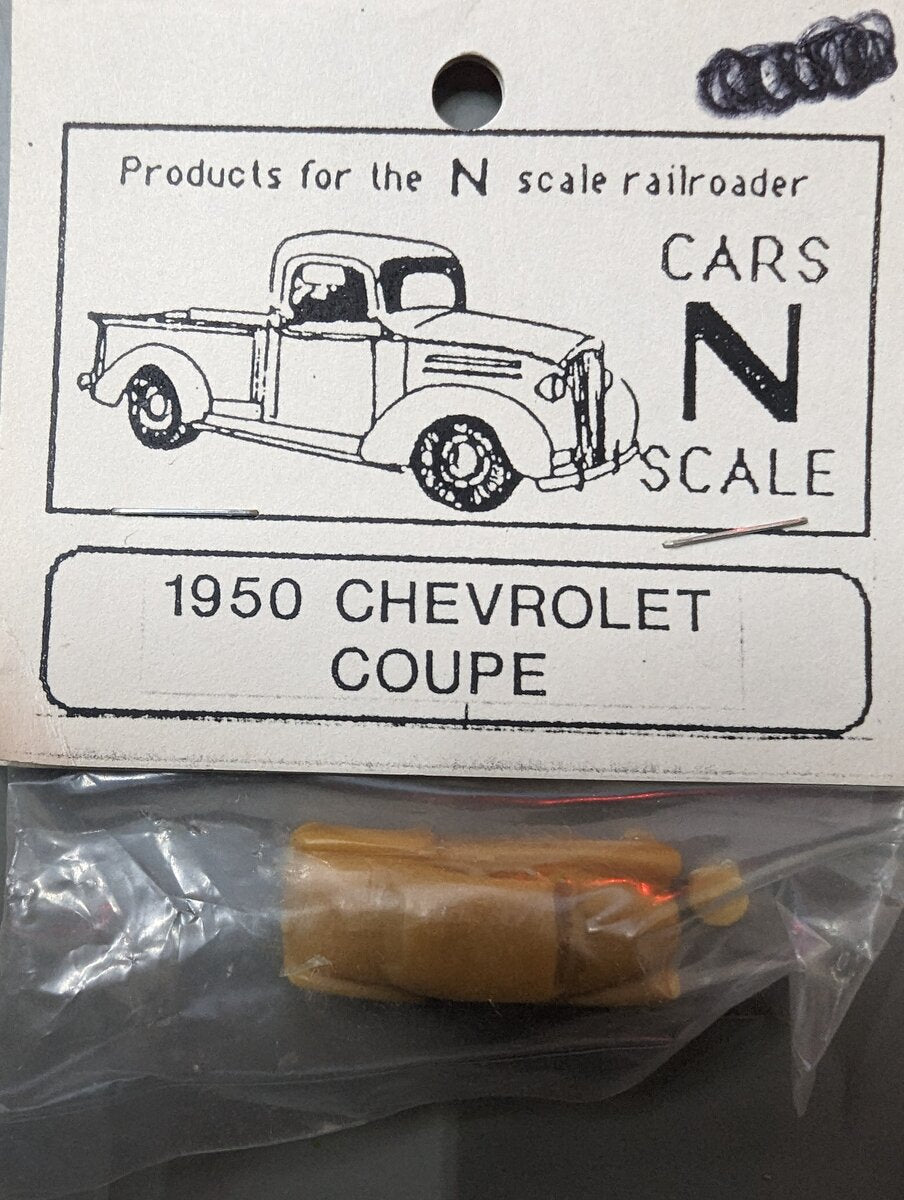 Products for the N scale railroader
CARS
N
SCALE
1950 CHEVROLET
COUPE